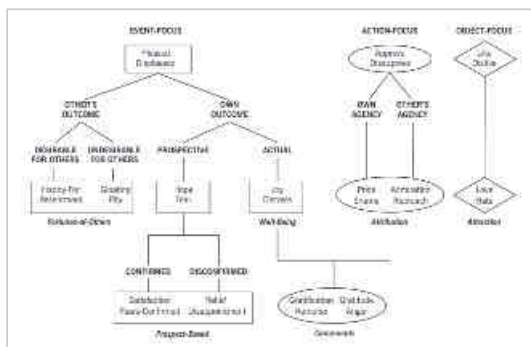 EVENT-FOCUS
ACTION-FOCUS
OBJECT-FOCUS
Pleased
Displeased
Approve
Disapprove
Like
Dislike
OTHER'S
OUTCOME
OWN
OUTCOME
OWN
AGENCY
OTHER'S
AGENCY
DESIRABLE
FOR OTHERS
UNDESIRABLE
FOR OTHERS
PROSPECTIVE
ACTUAL
Happy-For
Resentment
Gloating
Pity
Hope
Fear
Joy
Distress
Pride
Shame
Admiration
Reproach
Love
Hate
Fortunes-of-Others
Well-Being
Attribution
Attraction
CONFIRMED
DISCONFIRMED
Satisfaction
Fears-Confirmed
Relief
Disappointment
Gratification
Remorse
Gratitude
Anger
Prospect-Based
Compounds